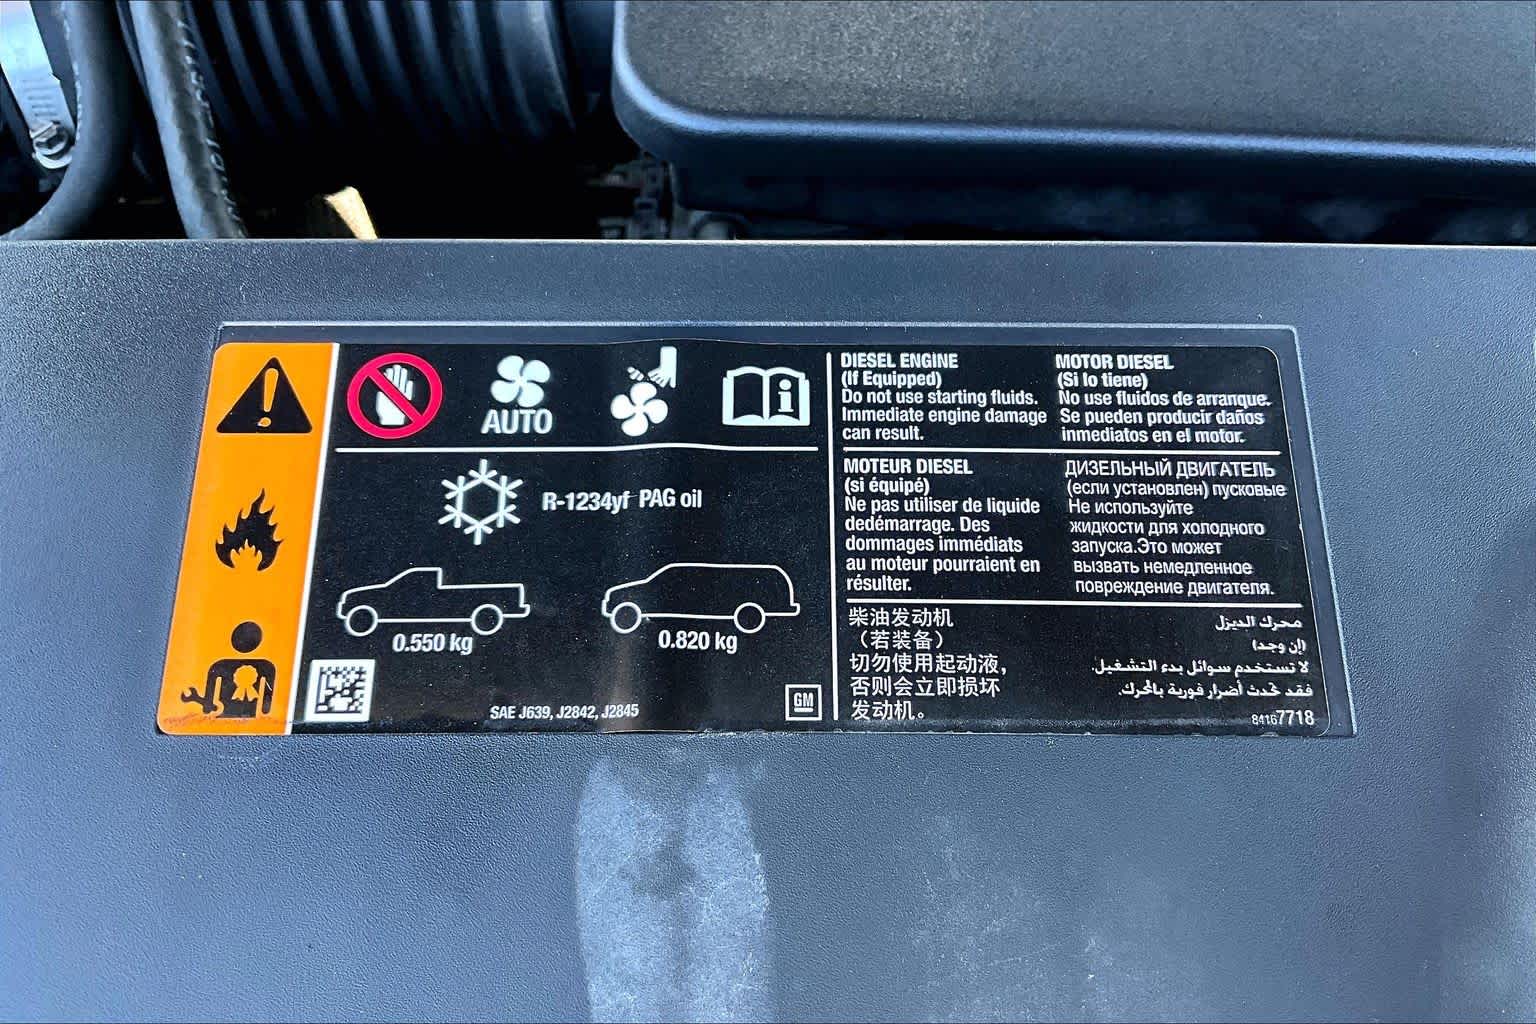 AUTO
R-1234yf PAG oil
0.550 kg
0.820 kg
SAE J639, J2842, J2845
GM
DIESEL ENGINE
(If Equipped)
Do not use starting fluids.
Immediate engine damage
can result.
MOTOR DIESEL
(Si lo tiene)
No use fluidos de arranque.
Se pueden producir daños
inmediatos en el motor.
MOTEUR DIESEL
(si équipé)
Ne pas utiliser de liquide
dedémarrage. Des
dommages immédiats
au moteur pourraient en
résulter.
ДИЗЕЛЬНЫЙ ДВИГАТЕЛЬ
(если установлен) пусковые
Не используйте
жидкости для холодного
запуска.Это может
вызвать немедленное
повреждение двигателя.
柴油发动机
（若装备）
切勿使用起动液，
否则会立即损坏
发动机。
محرك الديزل
(إن وجد)
لا تستخدم سوائل بدء التشغيل.
فقد تحدث أضرار فورية بالمحرك.
84167718